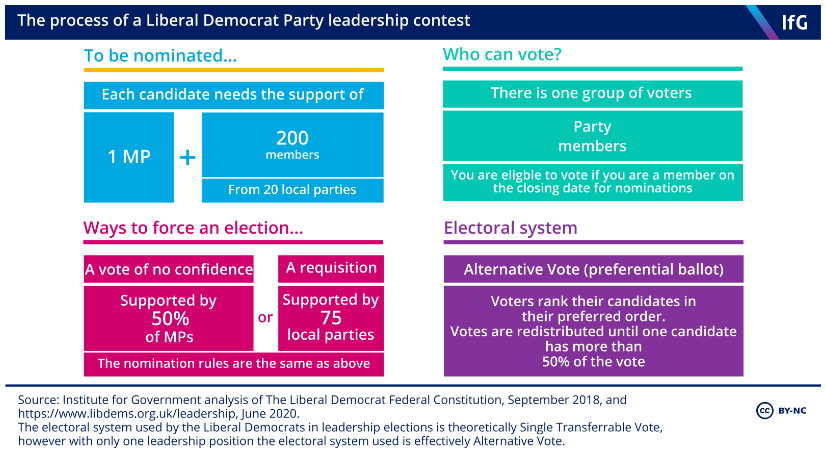 The process of a Liberal Democrat Party leadership contest
IfG
To be nominated...
Each candidate needs the support of
1 MP
+
200
members
From 20 local parties
Who can vote?
There is one group of voters
Party
members
You are eligble to vote if you are a member on
the closing date for nominations
Ways to force an election...
A vote of no confidence
Supported by
50%
of MPs
or
A requisition
Supported by
75
local parties
The nomination rules are the same as above
Electoral system
Alternative Vote (preferential ballot)
Voters rank their candidates in
their preferred order.
Votes are redistributed until one candidate
has more than
50% of the vote
Source: Institute for Government analysis of The Liberal Democrat Federal Constitution, September 2018, and
https://www.libdems.org.uk/leadership, June 2020.
The electoral system used by the Liberal Democrats in leadership elections is theoretically Single Transferrable Vote,
however with only one leadership position the electoral system used is effectively Alternative Vote.
cc BY-NC